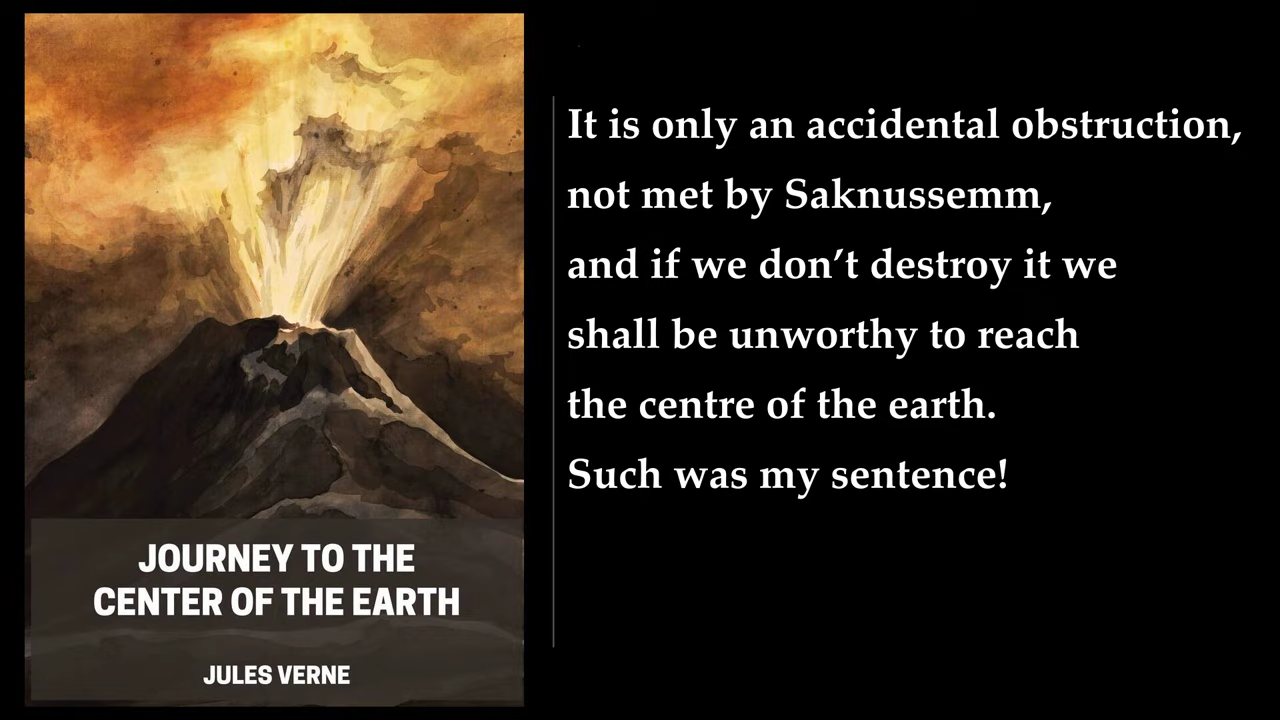 JOURNEY TO THE
CENTER OF THE EARTH
JULES VERNE
It is only an accidental obstruction,
not met by Saknussemm,
and if we don’t destroy it we
shall be unworthy to reach
the centre of the earth.
Such was my sentence!